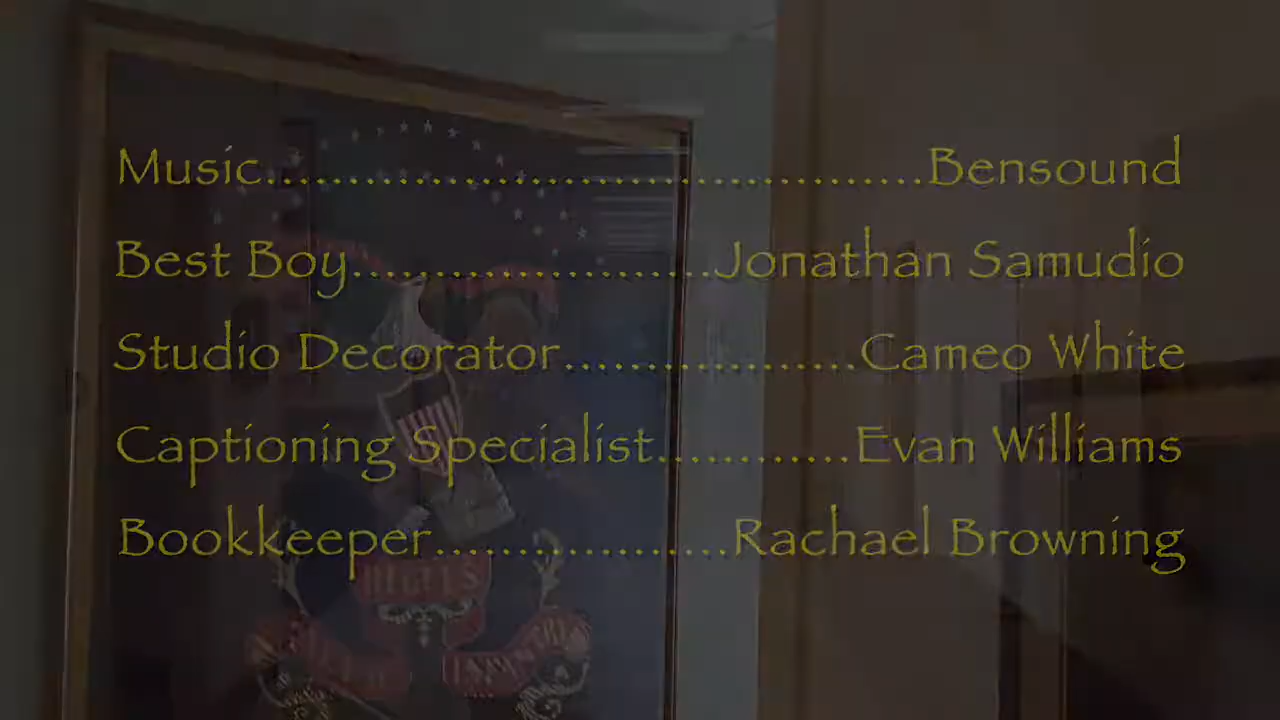 Music.........................................Bensound
Best Boy......................Jonathan Samudio
Studio Decorator..................Cameo White
Captioning Specialist............Evan Williams
Bookkeeper..................Rachael Browning